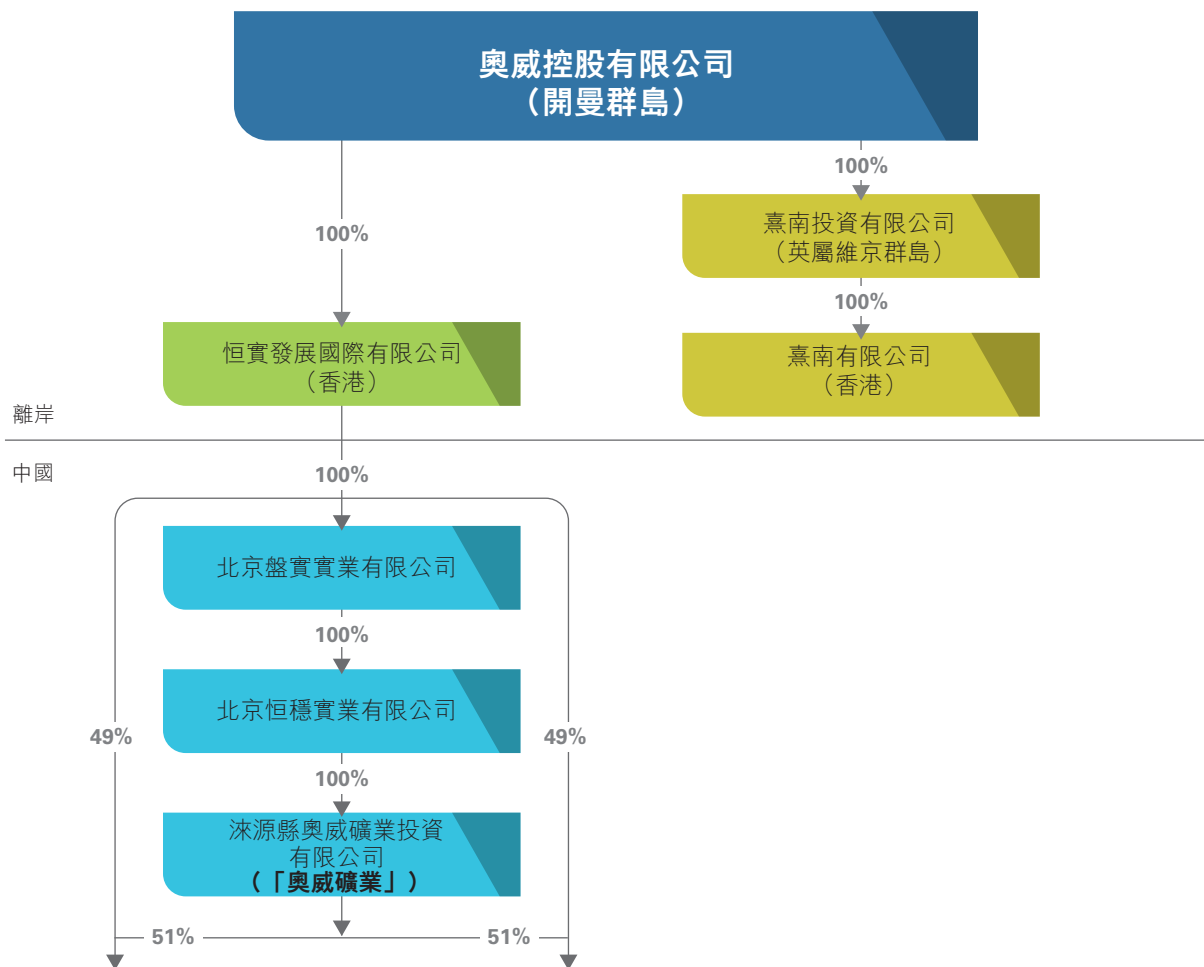 奧威控股有限公司
（開曼群島）
100%
熹南投資有限公司
（英屬維京群島）
100%
100%
恒實發展國際有限公司
（香港）
熹南有限公司
（香港）
離岸
中國
100%
北京盤實實業有限公司
100%
北京恒穩實業有限公司
49%
49%
100%
淶源縣奧威礦業投資
有限公司
（「奧威礦業」）
51%
51%